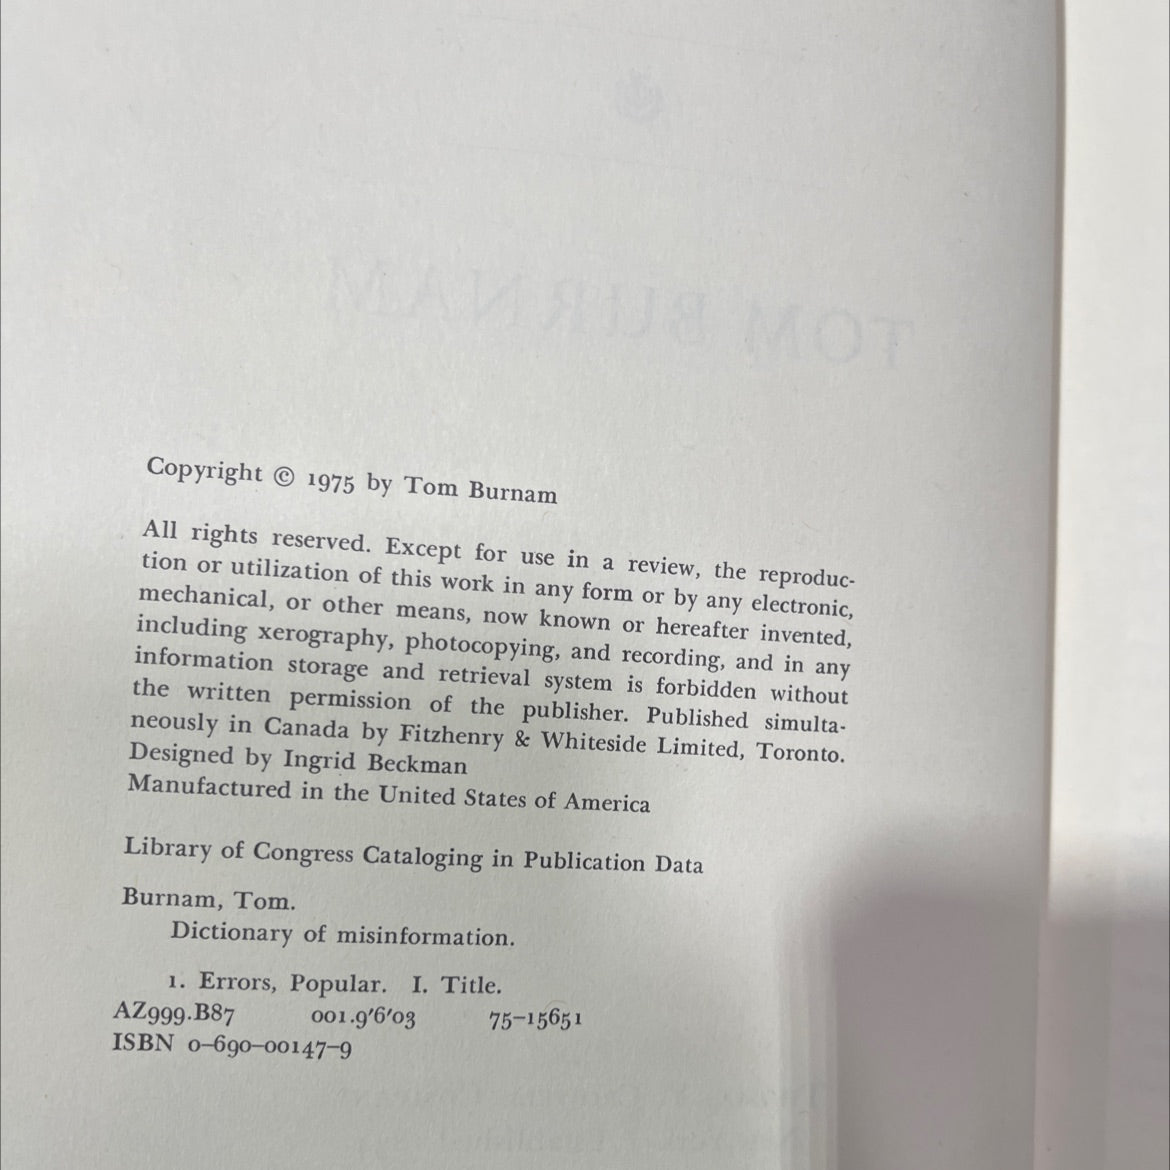 TOM BURNAM
Copyright © 1975 by Tom Burnam
All rights reserved. Except for use in a review, the reproduc-
tion or utilization of this work in any form or by any electronic,
mechanical, or other means, now known or hereafter invented,
including xerography, photocopying, and recording, and in any
information storage and retrieval system is forbidden without
the written permission of the publisher. Published simulta-
neously in Canada by Fitzhenry & Whiteside Limited, Toronto.
Designed by Ingrid Beckman
Manufactured in the United States of America
Library of Congress Cataloging in Publication Data
Burnam, Tom.
Dictionary of misinformation.
1. Errors, Popular. I. Title.
AZ999.B87 001.9′6′03 75–15651
ISBN 0–690–00147–9